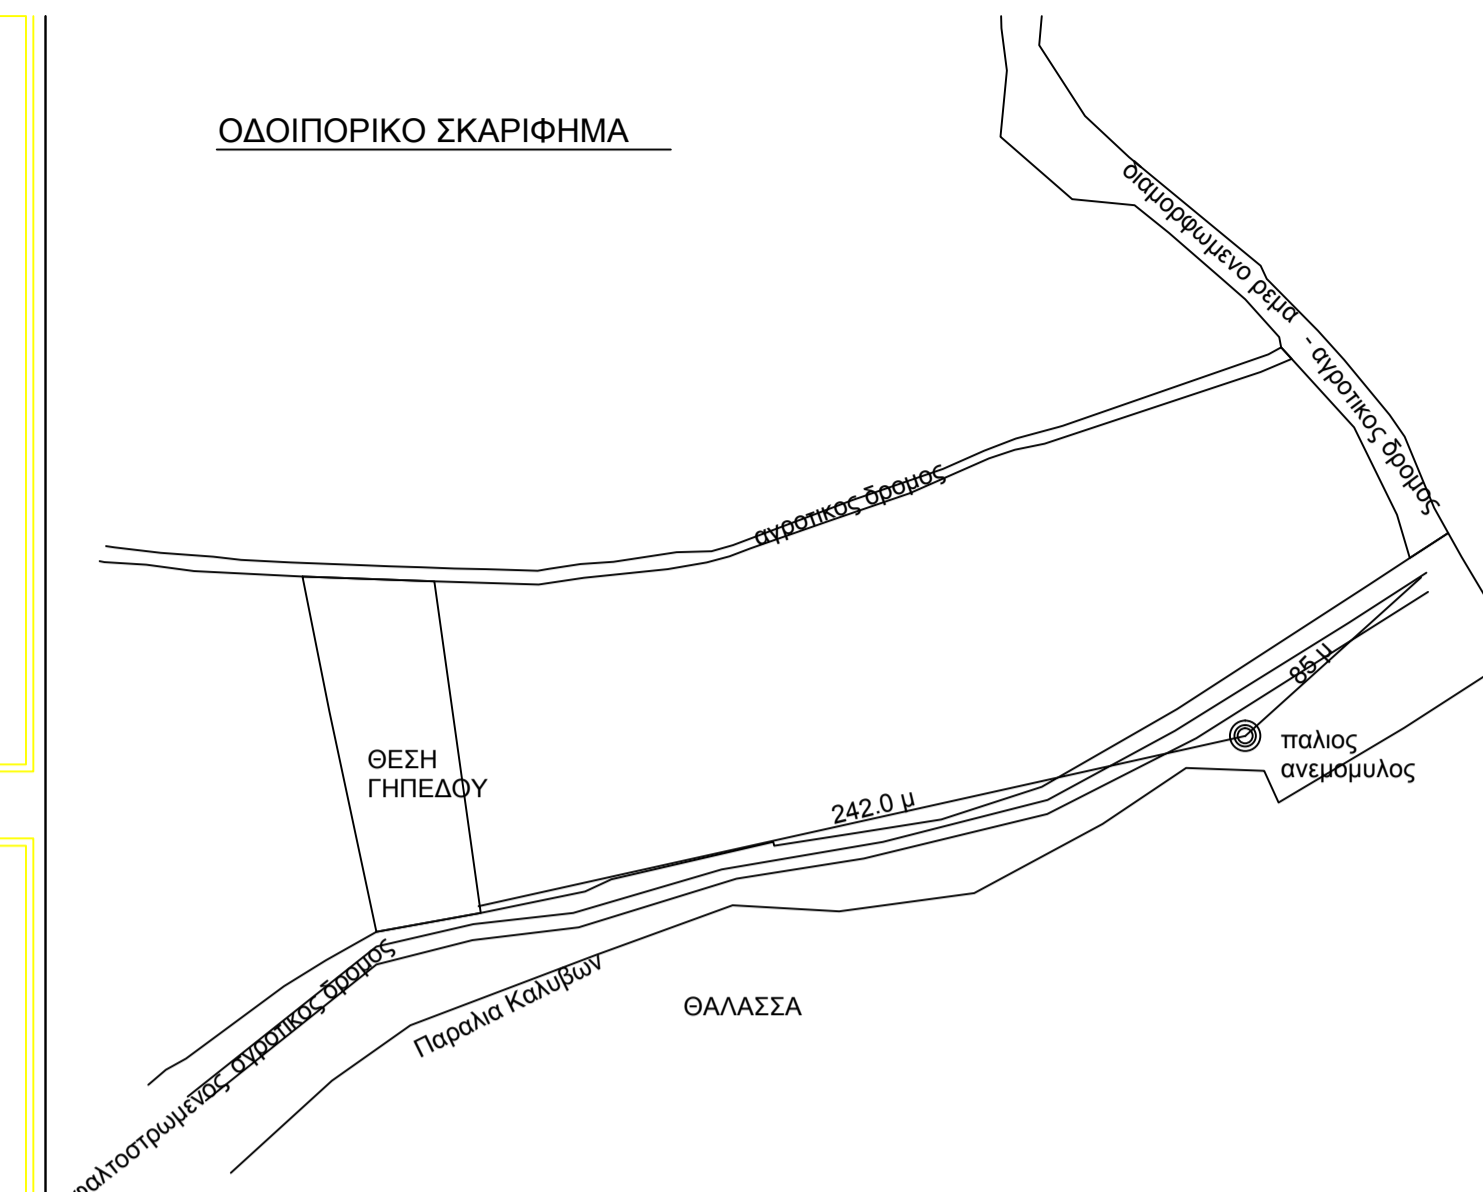 ΟΔΟΙΠΟΡΙΚΟ ΣΚΑΡΙΦΗΜΑ
διαμορφωμενο ρεμα - αγροτικος δρομος
αγροτικος δρομος
85 μ
παλιος
ανεμομυλος
ΘΕΣΗ
ΓΗΠΕΔΟΥ
242.0 μ
αγροτικος δρομος
Παραλια Καλυβων
ΘΑΛΑΣΣΑ